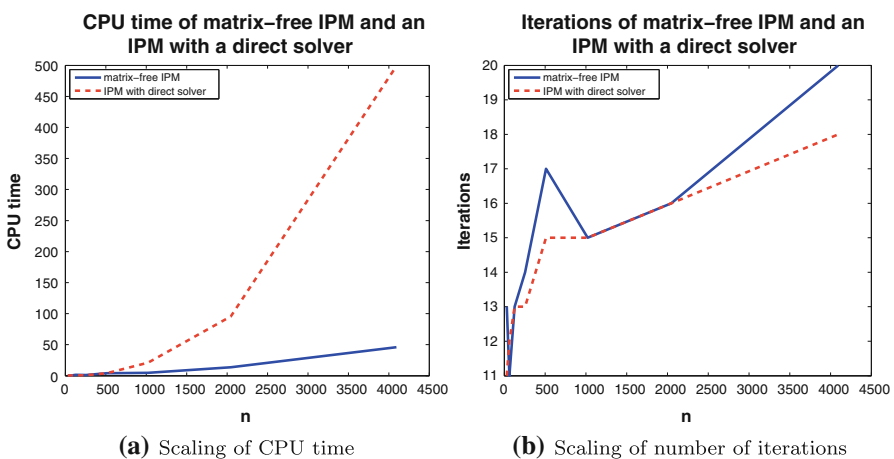 CPU time of matrix−free IPM and an
IPM with a direct solver
500
450
400
350
300
250
200
150
100
50
0
CPU time
matrix−free IPM
IPM with direct solver
0 500 1000 1500 2000 2500 3000 3500 4000 4500
n
(a) Scaling of CPU time
Iterations of matrix−free IPM and an
IPM with a direct solver
20
19
18
17
16
15
14
13
12
11
Iterations
matrix−free IPM
IPM with direct solver
0 500 1000 1500 2000 2500 3000 3500 4000 4500
n
(b) Scaling of number of iterations